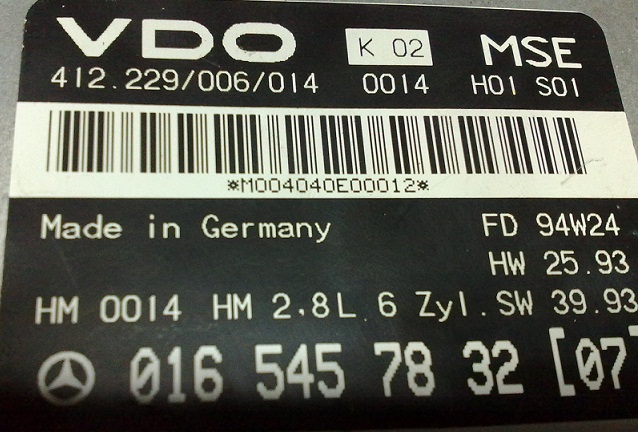 VDO K 02 MSE
412.229/006/014 0014 H01 S01
*M004040E00012*
Made in Germany FD 94W24
HW 25.93
HM 0014 HM 2,8L.6 Zyl.SW 39.93
016 545 78 32 [07